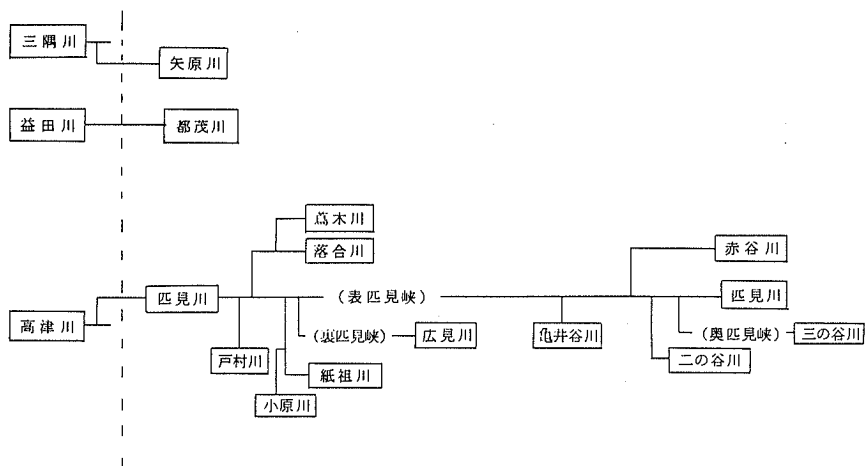 三隅川
矢原川
益田川
都茂川
蔦木川
落合川
赤谷川
匹見川
(表匹見峡)
匹見川
高津川
戸村川
(裏匹見峡)
広見川
亀井谷川
(奥匹見峡)
三の谷川
二の谷川
紙祖川
小原川